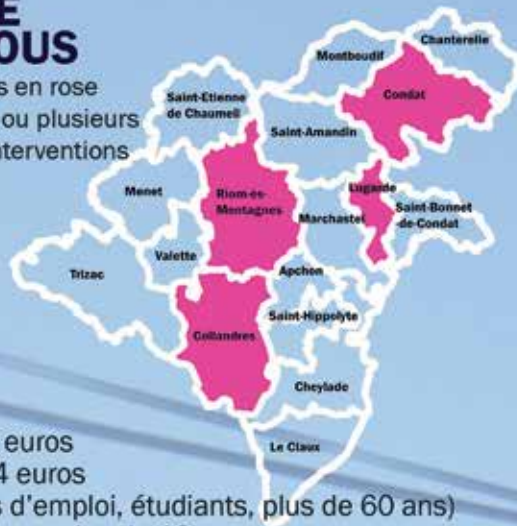 E
OUS
s en rose
ou plusieurs
nterventions
Montboudif
Chanterelle
Condat
Saint-Etienne
de Chaumeil
Saint-Amandin
Menet
Riom-ès-
Montagnes
Lugarde
Marchastel
Saint-Bonnet
-de-Condat
Valette
Trizac
Apchon
Saint-Hippolyte
Collandres
Cheylade
Le Claux
euros
4 euros
s d'emploi, étudiants, plus de 60 ans)